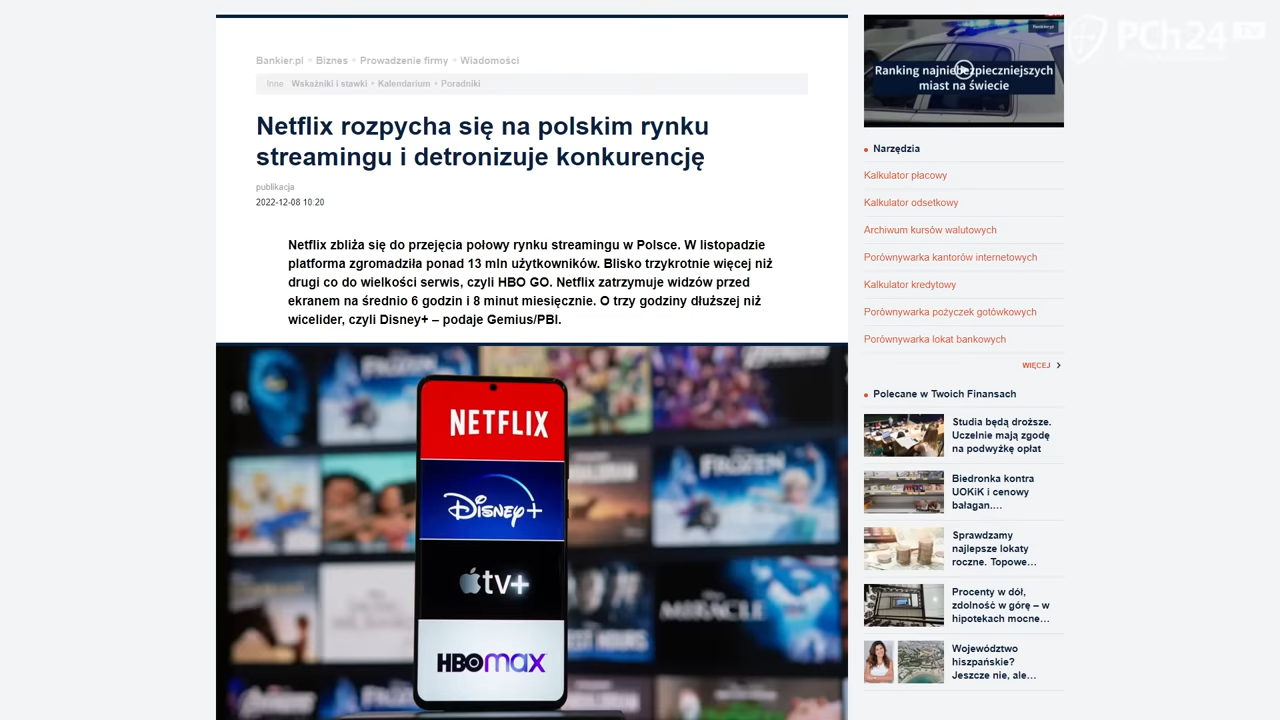 Bankier.pl Biznes Prowadzenie firmy Wiadomości
Inne Wskaźniki i stawki • Kalendarium • Poradniki
Netflix rozpycha się na polskim rynku
streamingu i detronizuje konkurencję
publikacja
2022-12-08 10:20
Netflix zbliża się do przejęcia połowy rynku streamingu w Polsce. W listopadzie
platforma zgromadziła ponad 13 mln użytkowników. Blisko trzykrotnie więcej niż
drugi co do wielkości serwis, czyli HBO GO. Netflix zatrzymuje widzów przed
ekranem na średnio 6 godzin i 8 minut miesięcznie. O trzy godziny dłuższej niż
wicelider, czyli Disney+ – podaje Gemius/PBI.
NETFLIX
Disney+
tv+
HBOmax
FROZEN
FROZEN
MIRACLE
Bankier.pl
Ranking najniebezpieczniejszych
miast na świecie
PCh24 TV
Narzędzia
Kalkulator płacowy
Kalkulator odsetkowy
Archiwum kursów walutowych
Porównywarka kantorów internetowych
Kalkulator kredytowy
Porównywarka pożyczek gotówkowych
Porównywarka lokat bankowych
WIĘCEJ
Polecane w Twoich Finansach
Studia będą droższe.
Uczelnie mają zgodę
na podwyżkę opłat
Biedronka kontra
UOKiK i cenowy
bałagan....
Sprawdzamy
najlepsze lokaty
roczne. Topowe...
Procenty w dół,
zdolność w górę – w
hipotekach mocne...
Województwo
hiszpańskie?
Jeszcze nie, ale...